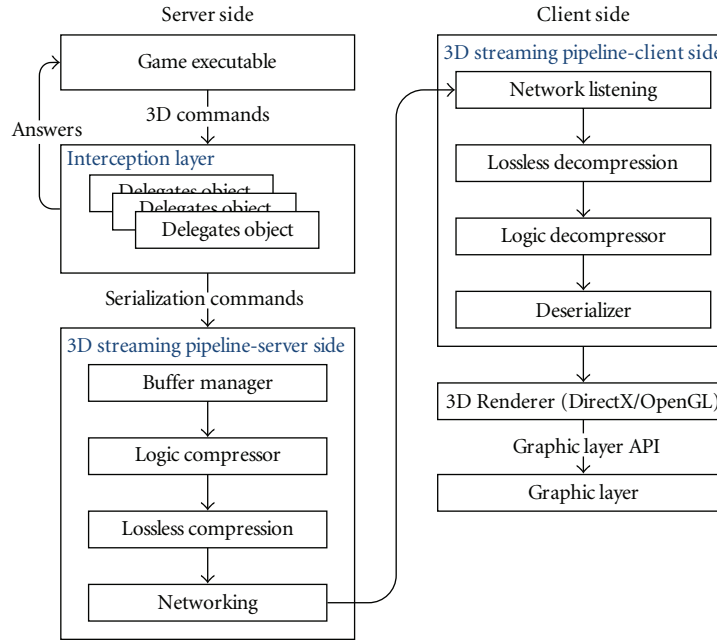 Server side
Game executable
3D commands
Answers
Interception layer
Delegates object
Delegates object
Delegates object
Serialization commands
3D streaming pipeline-server side
Buffer manager
Logic compressor
Lossless compression
Networking
Client side
3D streaming pipeline-client side
Network listening
Lossless decompression
Logic decompressor
Deserializer
3D Renderer (DirectX/OpenGL)
Graphic layer API
Graphic layer